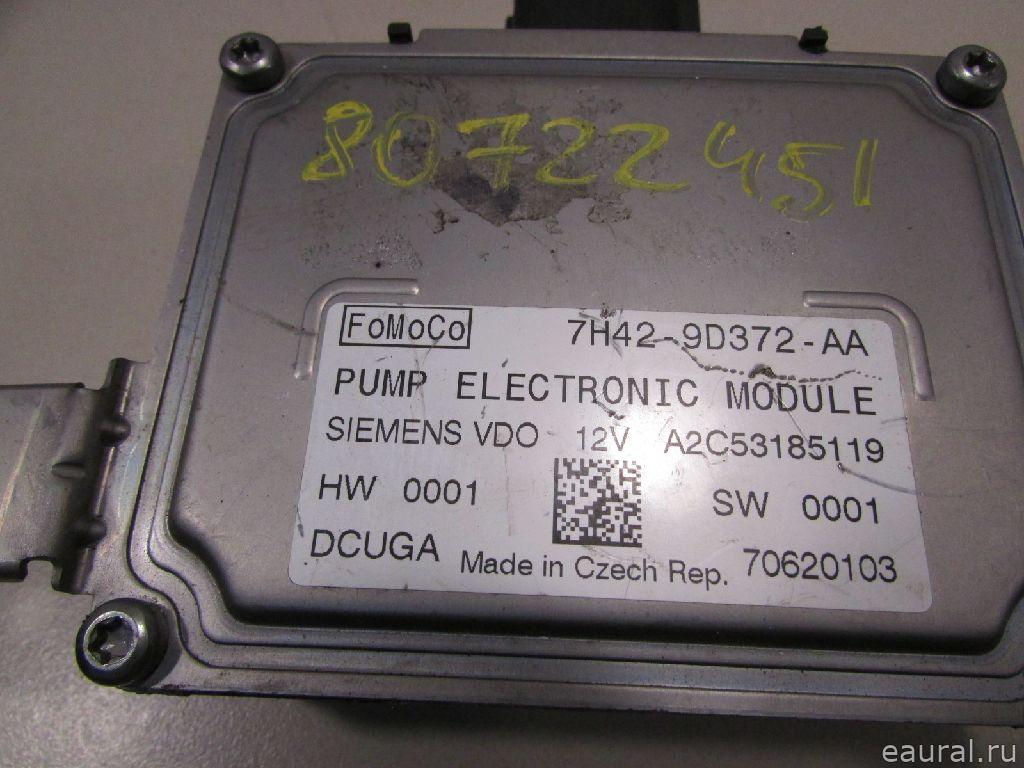 80722451
FoMoCo 7H42-9D372-AA
PUMP ELECTRONIC MODULE
SIEMENS VDO 12V A2C53185119
HW 0001 SW 0001
DCUGA Made in Czech Rep. 70620103
eaural.ru